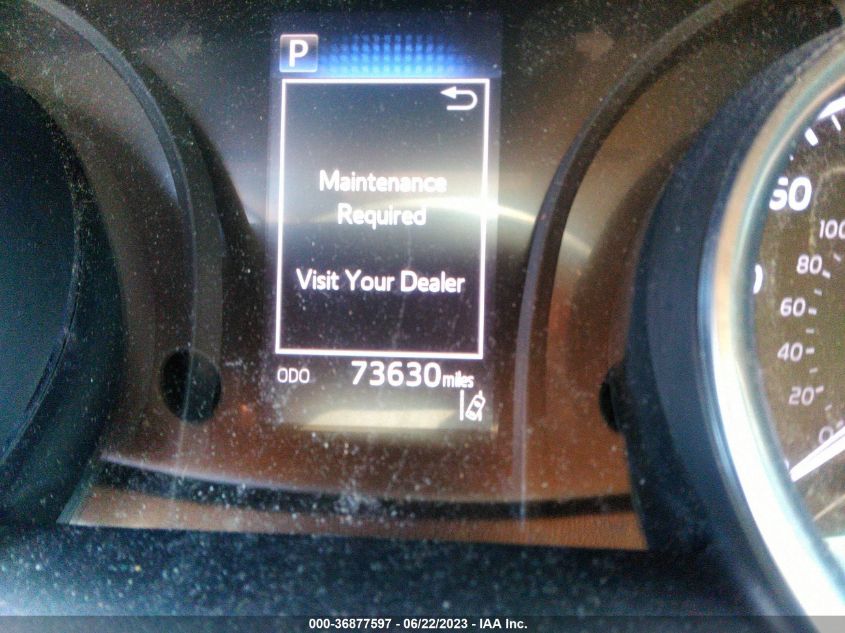 P
Maintenance
Required
Visit Your Dealer
ODO 73630 miles
100
80
60
40
20
0
000-36877597 - 06/22/2023 - IAA Inc.